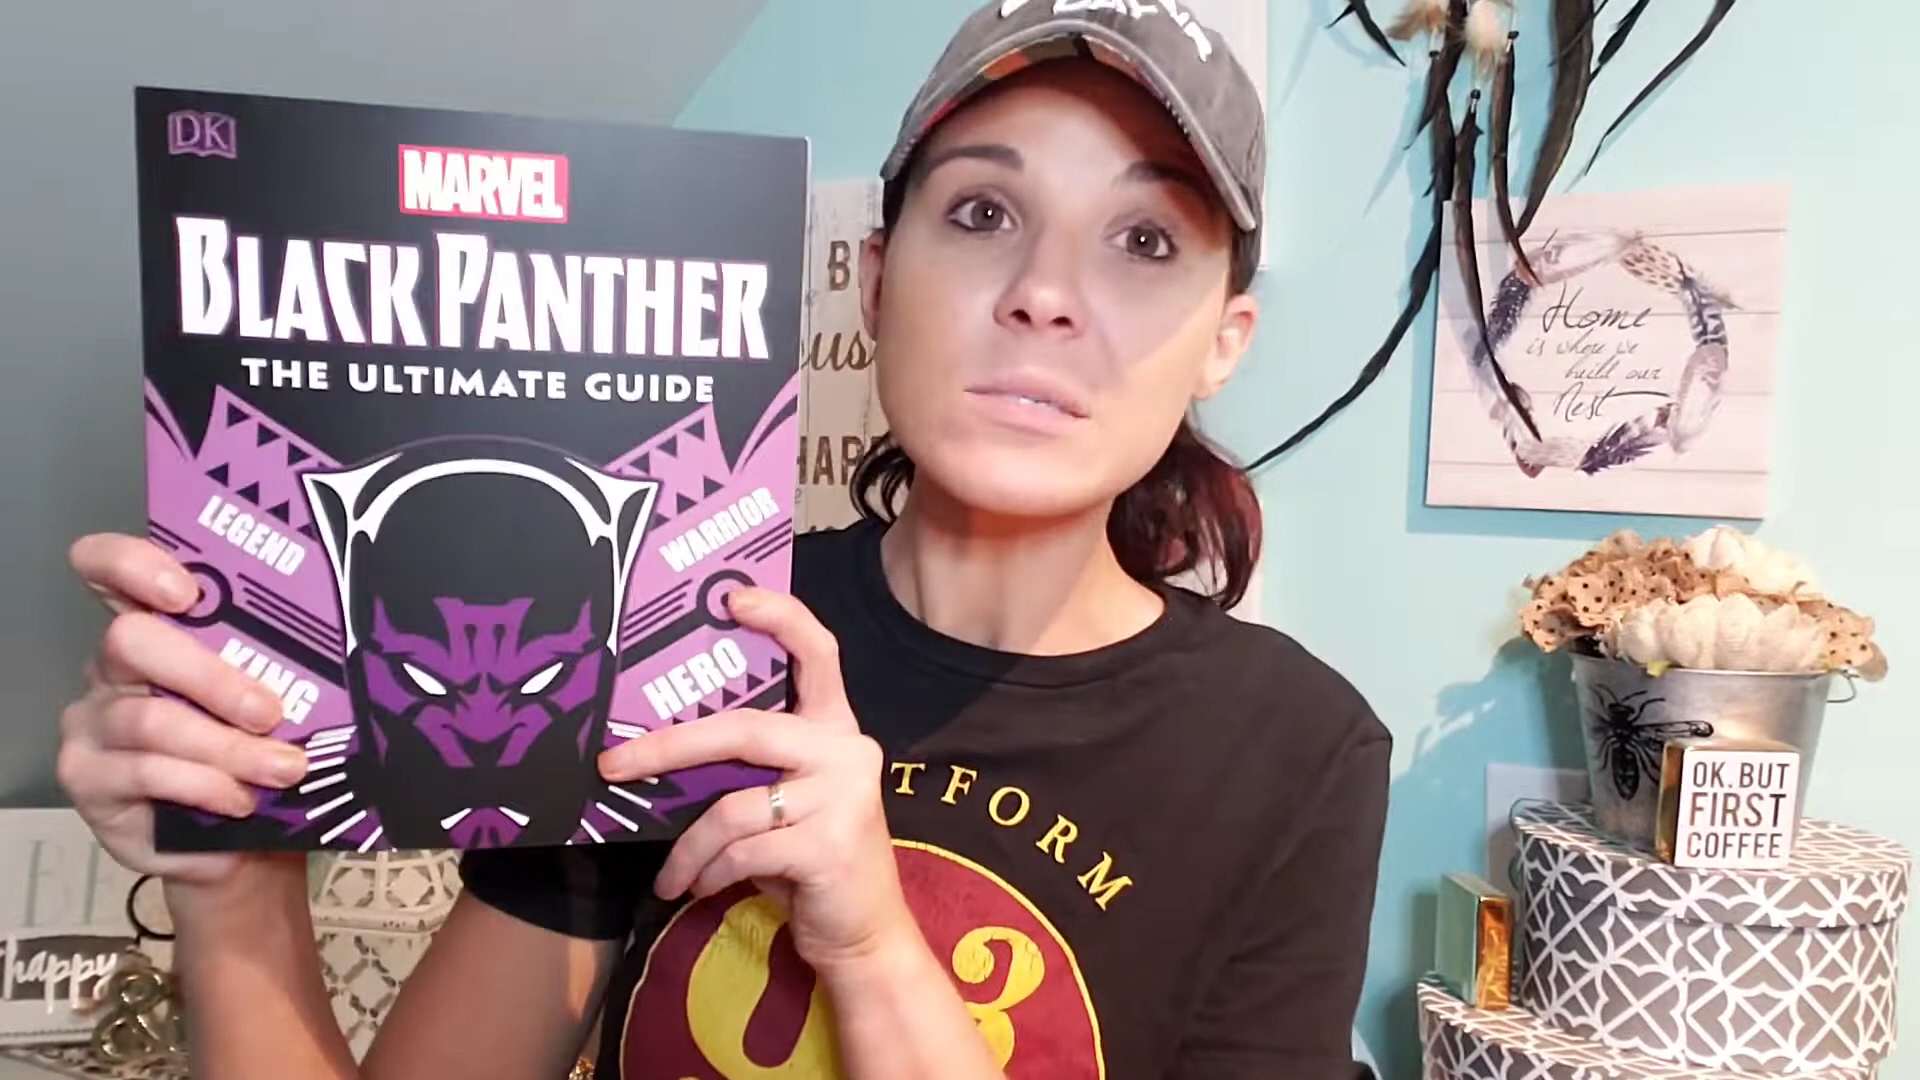 DK
MARVEL
BLACK PANTHER
THE ULTIMATE GUIDE
LEGEND
WARRIOR
KING
HERO
TFORM
Home
is where we
build our
Nest
OK. BUT
FIRST
COFFEE
happy
&
BE